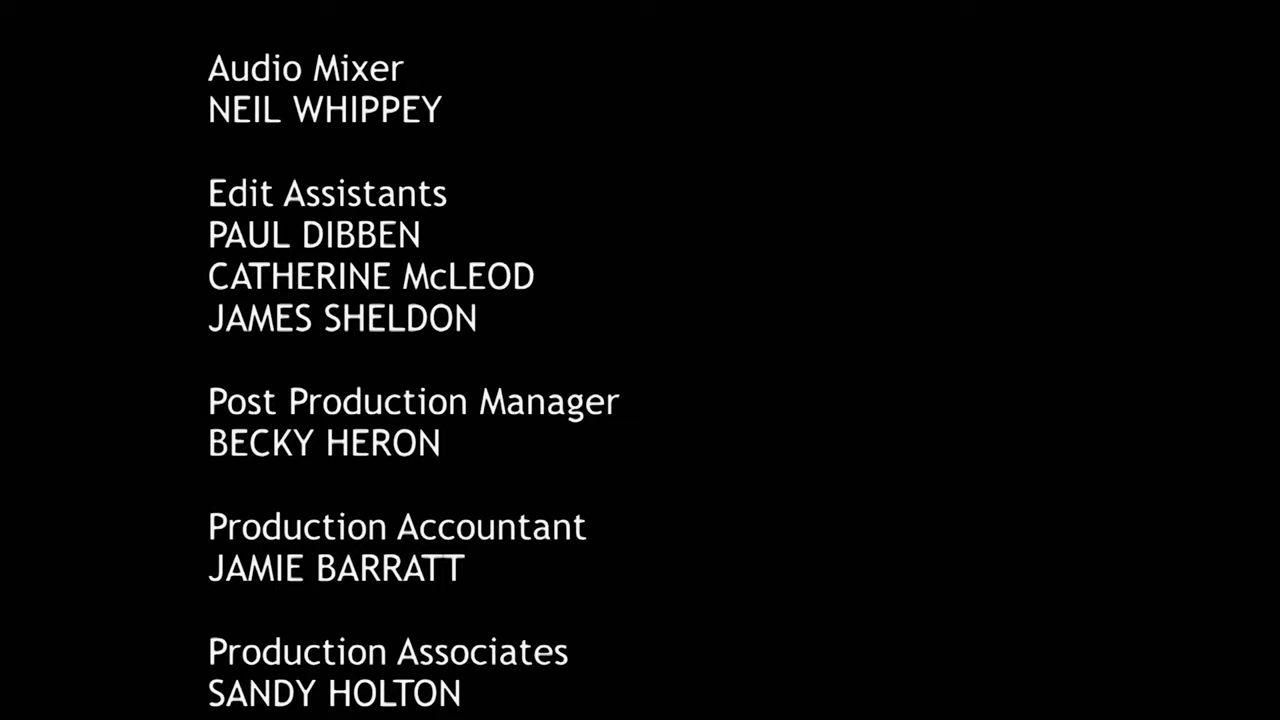 Audio Mixer
NEIL WHIPPEY
Edit Assistants
PAUL DIBBEN
CATHERINE McLEOD
JAMES SHELDON
Post Production Manager
BECKY HERON
Production Accountant
JAMIE BARRATT
Production Associates
SANDY HOLTON